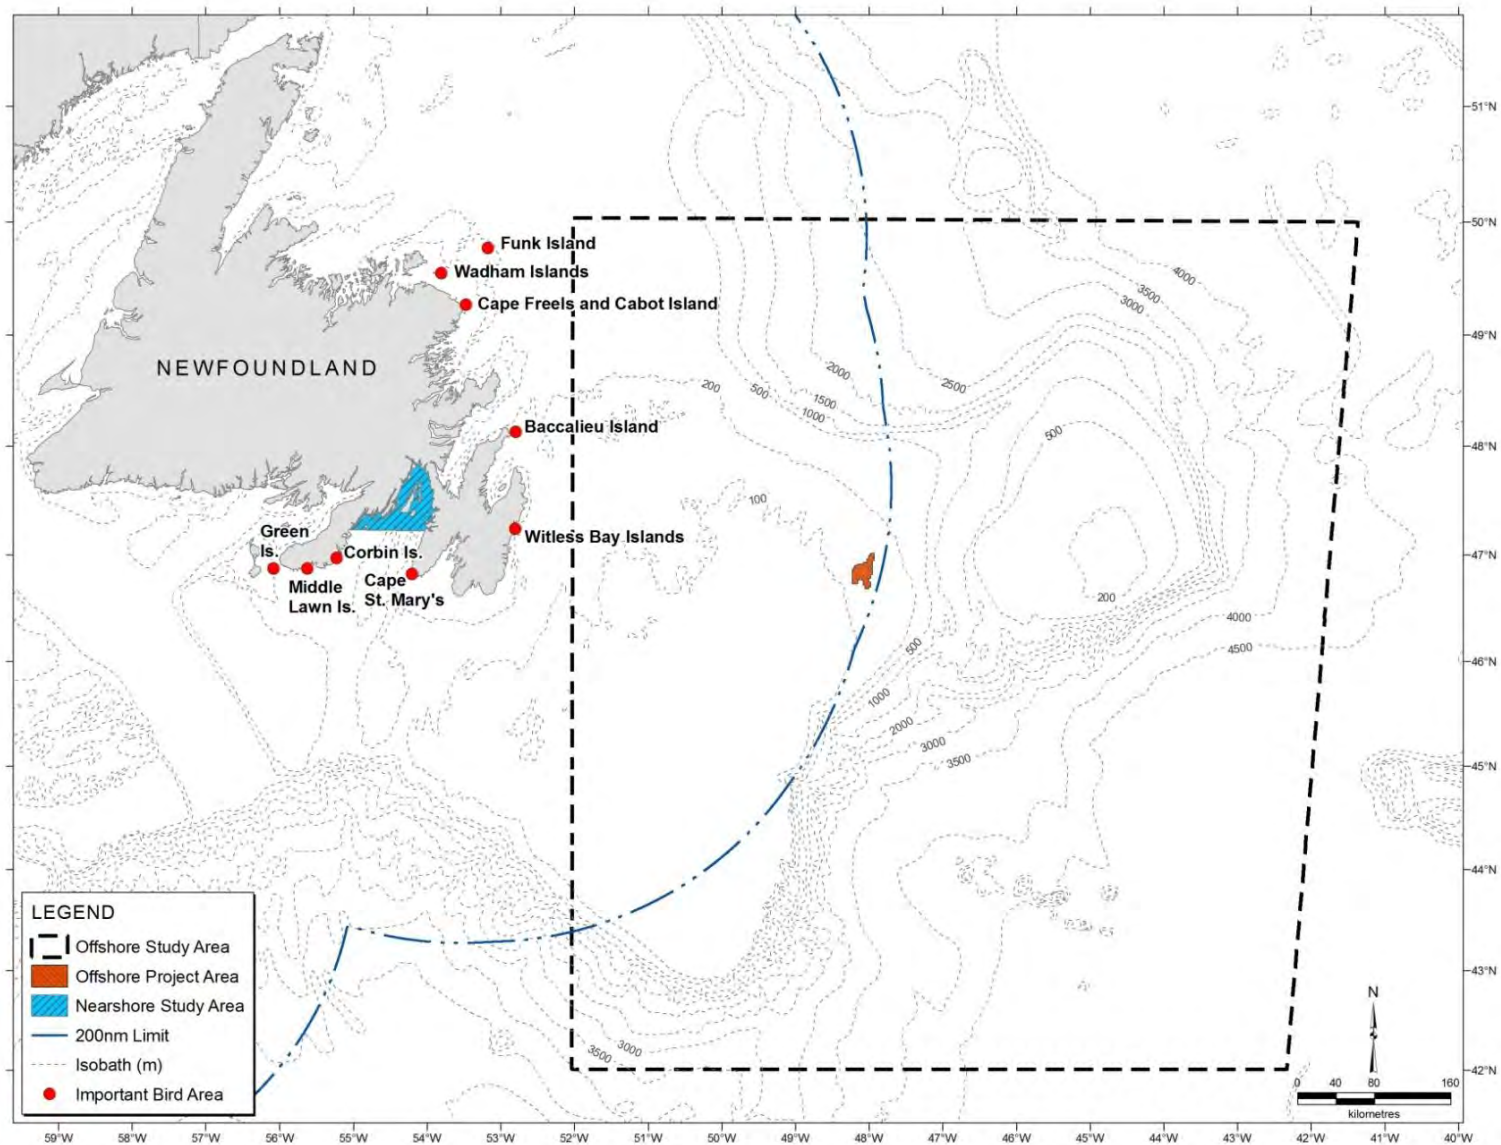 51°N
50°N
Funk Island
Wadham Islands
4000
3500
Cape Freels and Cabot Island
3000
49°N
NEWFOUNDLAND
2000
200
500
2500
1500
1000
Baccalieu Island
500
48°N
100
Green
Is.
Witless Bay Islands
Corbin Is.
47°N
Middle
Lawn Is.
Cape
St. Mary's
200
4000
500
4500
46°N
1000
2000
3000
3500
45°N
44°N
LEGEND
Offshore Study Area
Offshore Project Area
Nearshore Study Area
200nm Limit
Isobath (m)
Important Bird Area
43°N
N
3000
3500
42°N
0 40 80 160
kilometres
59°W 58°W 57°W 56°W 55°W 54°W 53°W 52°W 51°W 50°W 49°W 48°W 47°W 46°W 45°W 44°W 43°W 42°W 41°W 40°W